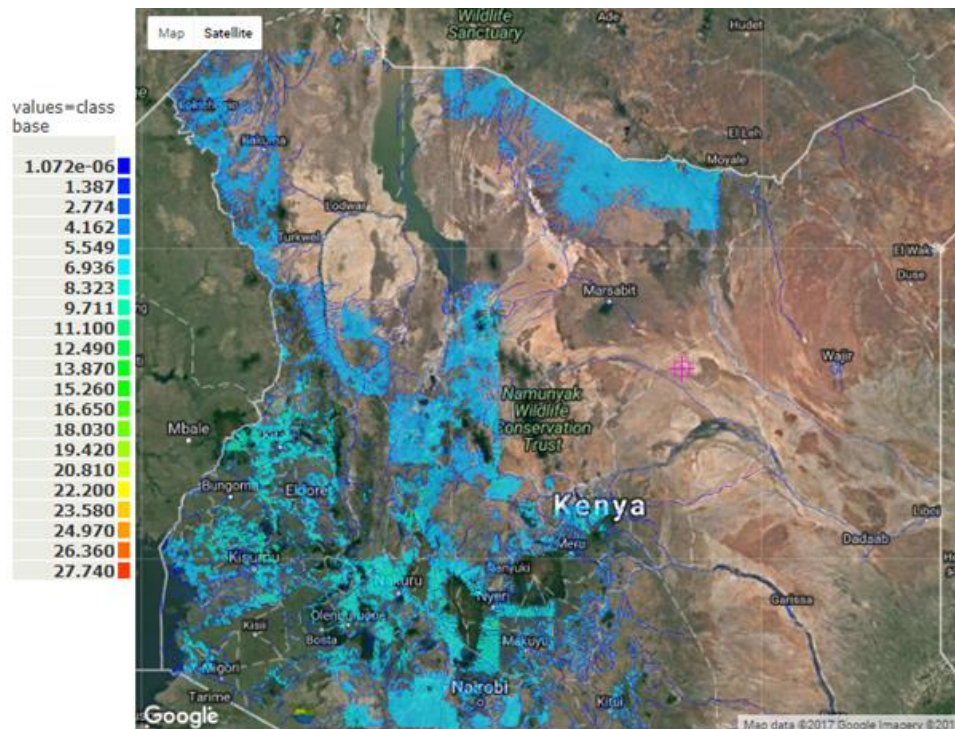 Map
Satellite
values=class
base
1.072e-06
1.387
2.774
4.162
5.549
6.936
8.323
9.711
11.100
12.490
13.870
15.260
16.650
18.030
19.420
20.810
22.200
23.580
24.970
26.360
27.740
Wildlife
Sanctuary
Ade
Hudet
El Leh
Moyale
Kakuma
Lodwar
Turkwel
Marsabit
El Wak
Duse
Wajir
Namunyak
Wildlife
Conservation
Trust
Mbale
Bungoma
Eldoret
Kenya
Meru
Liboi
Dadaab
Kisumu
Nakuru
Nanyuki
Nyeri
Garissa
Kisii
Makuyu
Migori
Nairobi
Kitui
Tarime
Google
Map data ©2017 Google Imagery ©201